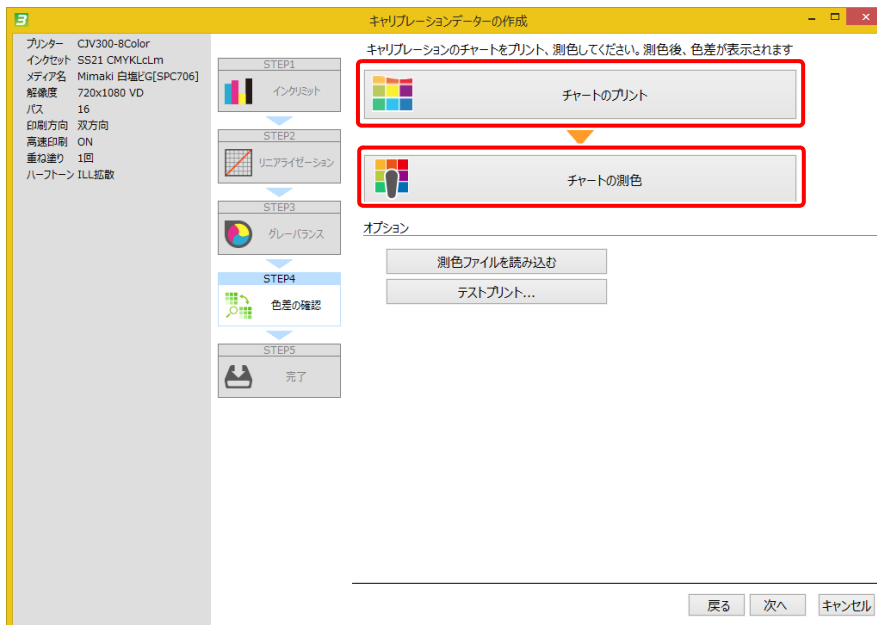 キャリブレーションデーターの作成
プリンター CJV300-8Color
インクセット SS21 CMYKLcLm
メディア名 Mimaki 白塩ビG[SPC706]
解像度 720x1080 VD
パス 16
印刷方向 双方向
高速印刷 ON
重ね塗り 1回
ハーフトーン ILL拡散
STEP1
インクリミット
STEP2
リニアライゼーション
STEP3
グレーバランス
STEP4
色差の確認
STEP5
完了
キャリブレーションのチャートをプリント、測色してください。測色後、色差が表示されます
チャートのプリント
チャートの測色
オプション
測色ファイルを読み込む
テストプリント...
戻る 次へ キャンセル